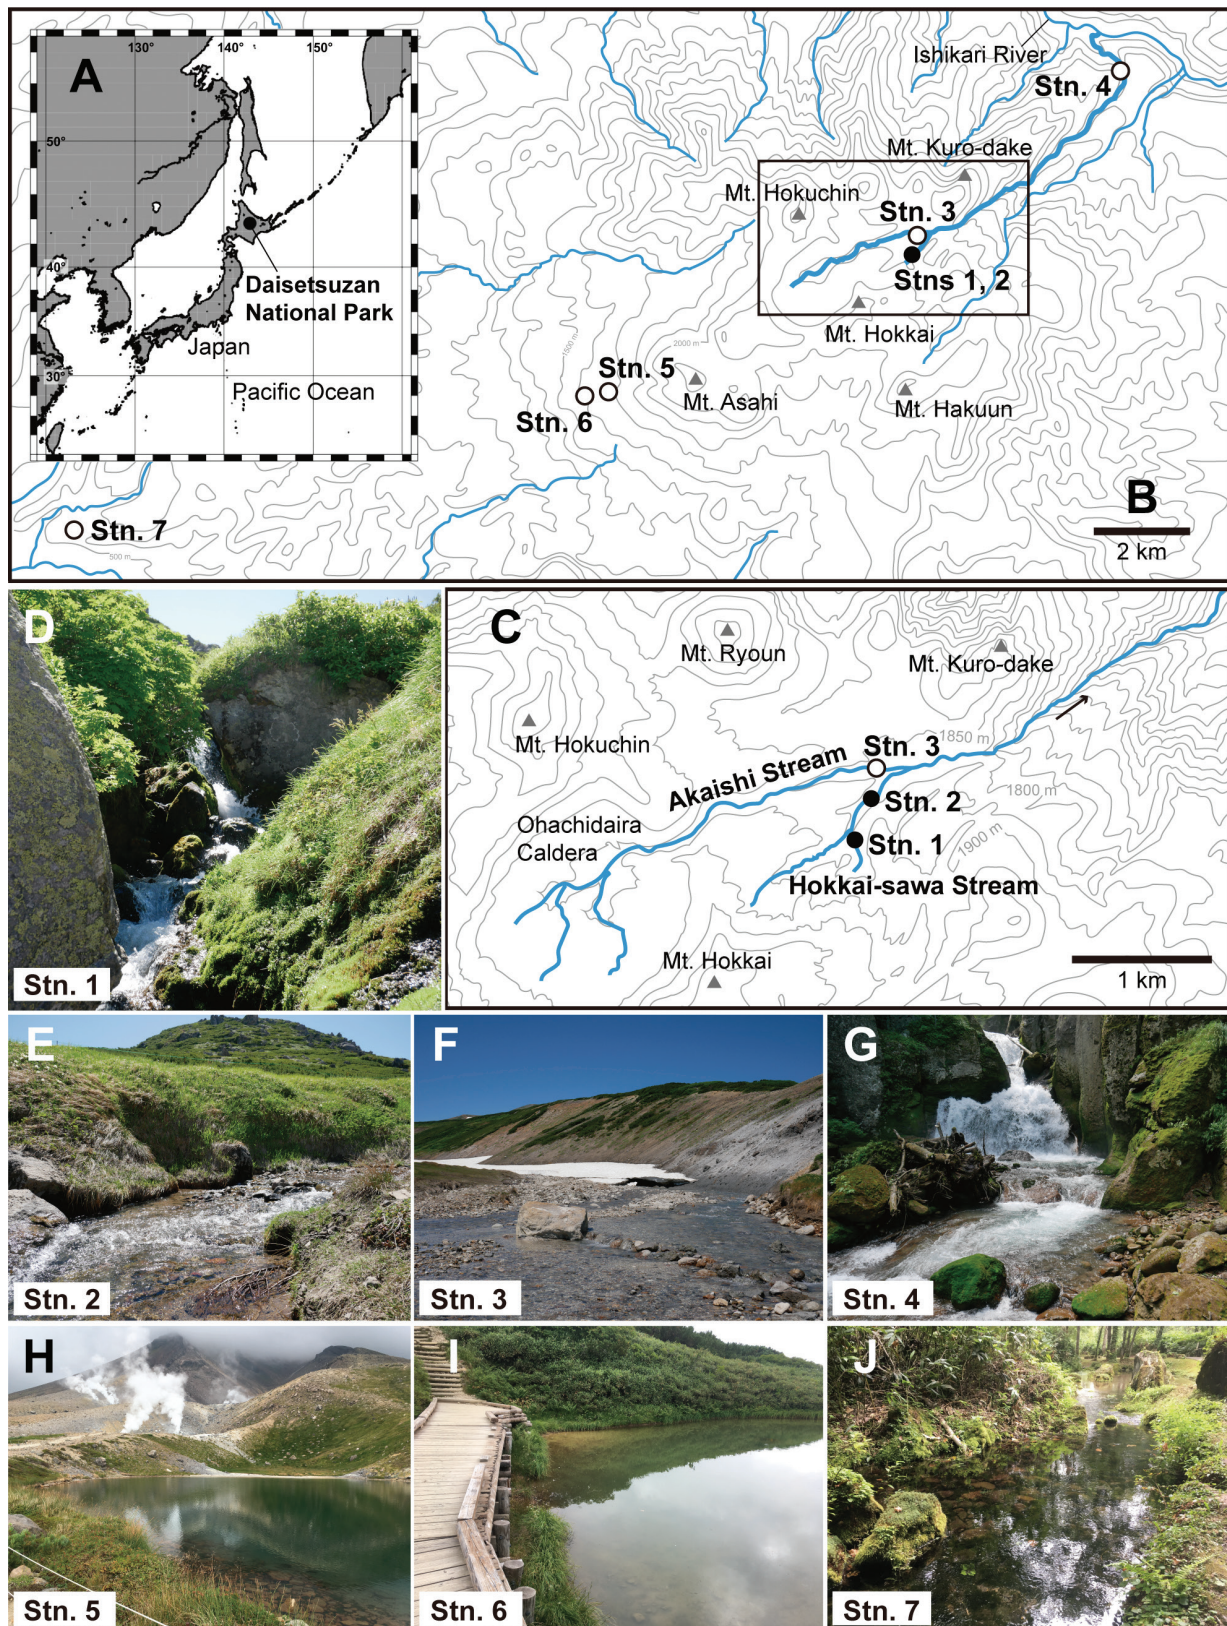 A
130°
140°
150°
50°
40°
30°
Daisetsuzan
National Park
Japan
Pacific Ocean
B
Ishikari River
Stn. 4
Mt. Kuro-dake
Mt. Hokuchin
Stn. 3
Stns 1, 2
Mt. Hokkai
2000 m
1500 m
Stn. 5
Mt. Asahi
Stn. 6
Mt. Hakuun
Stn. 7
500 m
2 km
C
Mt. Ryoun
Mt. Kuro-dake
Mt. Hokuchin
1850 m
Stn. 3
Akaishi Stream
1800 m
Stn. 2
Ohachidaira
Caldera
Stn. 1
1900 m
Hokkai-sawa Stream
Mt. Hokkai
1 km
D
Stn. 1
E
Stn. 2
F
Stn. 3
G
Stn. 4
H
Stn. 5
I
Stn. 6
J
Stn. 7